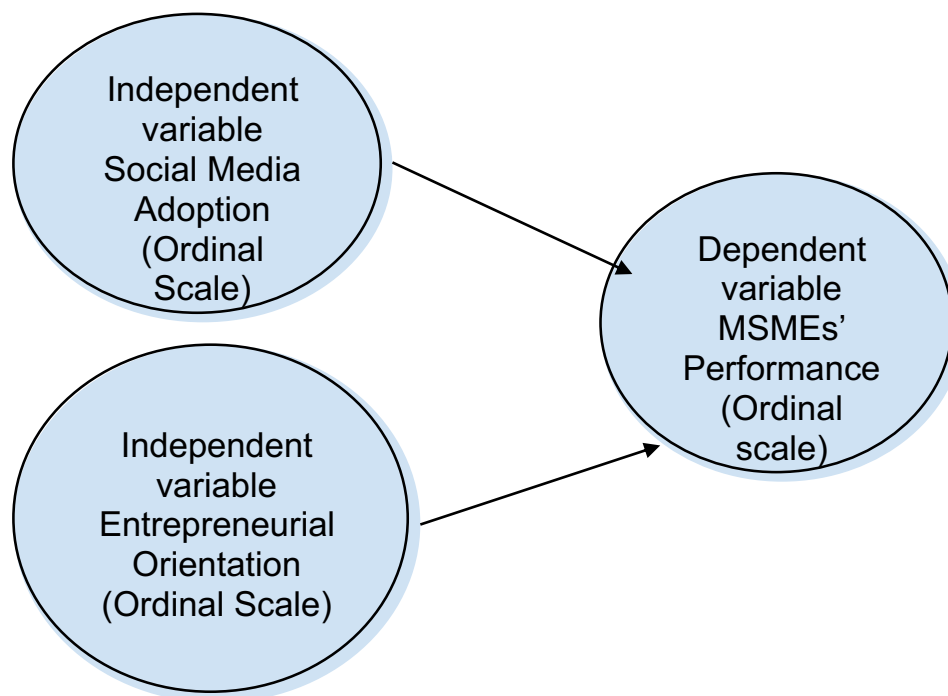 Independent
variable
Social Media
Adoption
(Ordinal
Scale)
Dependent
variable
MSMEs’
Performance
(Ordinal
scale)
Independent
variable
Entrepreneurial
Orientation
(Ordinal Scale)